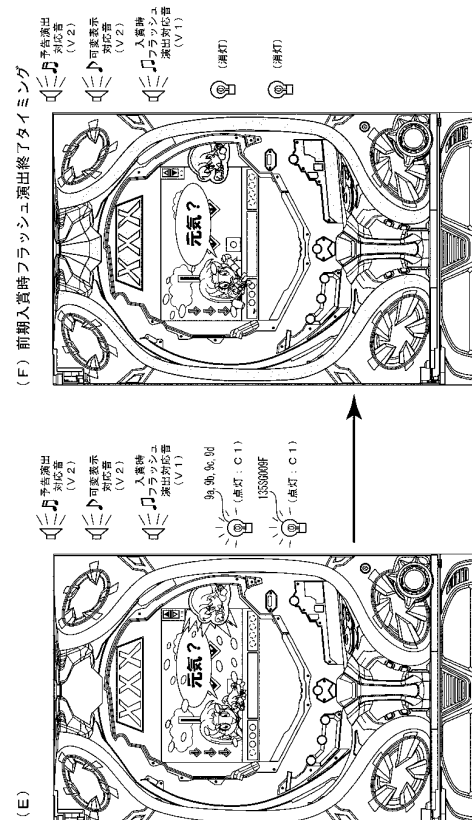 (E)
予告演出
対応音
(V2)
可変表示
対応音
(V2)
入賞時
フラッシュ
演出対応音
(V1)
9a,9b,9c,9d
(点灯:C1)
135SG009F
(点灯:C1)
XXX
元気?
(F) 前期入賞時フラッシュ演出終了タイミング
予告演出
対応音
(V2)
可変表示
対応音
(V2)
入賞時
フラッシュ
演出対応音
(V1)
(消灯)
(消灯)
XXX
元気?